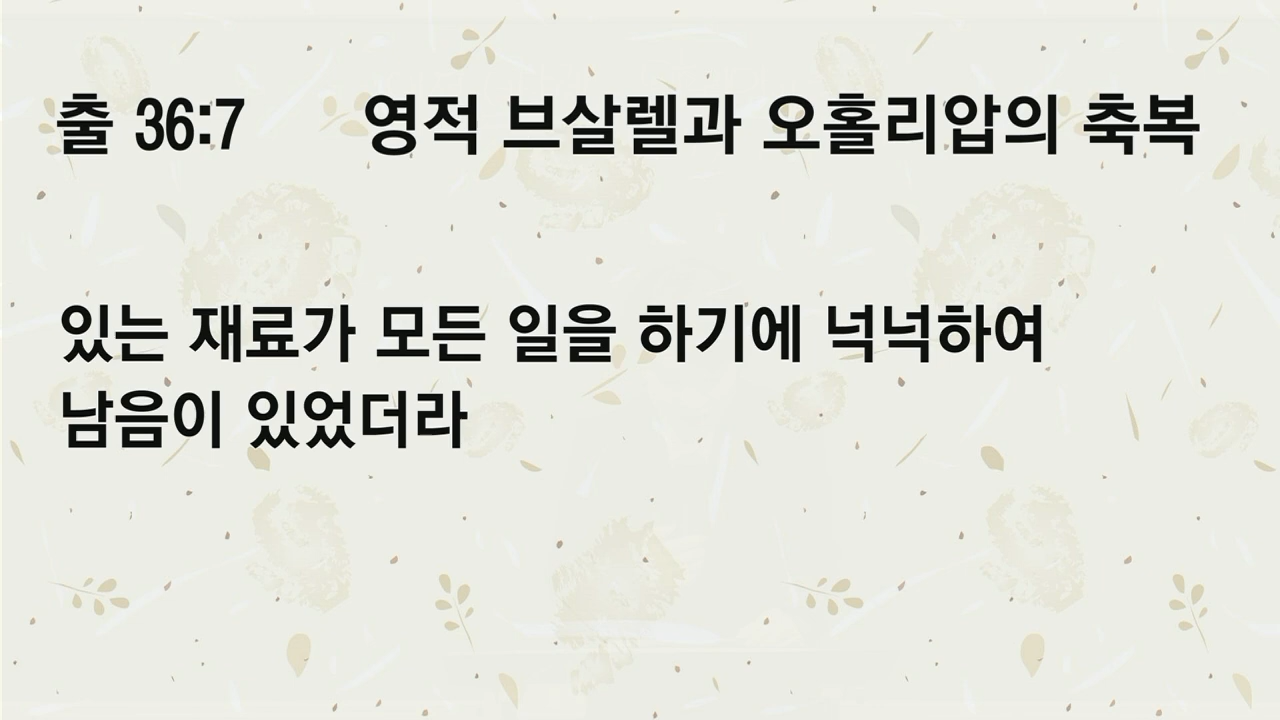 출 36:7 영적 브살렐과 오홀리압의 축복
있는 재료가 모든 일을 하기에 넉넉하여
남음이 있었더라